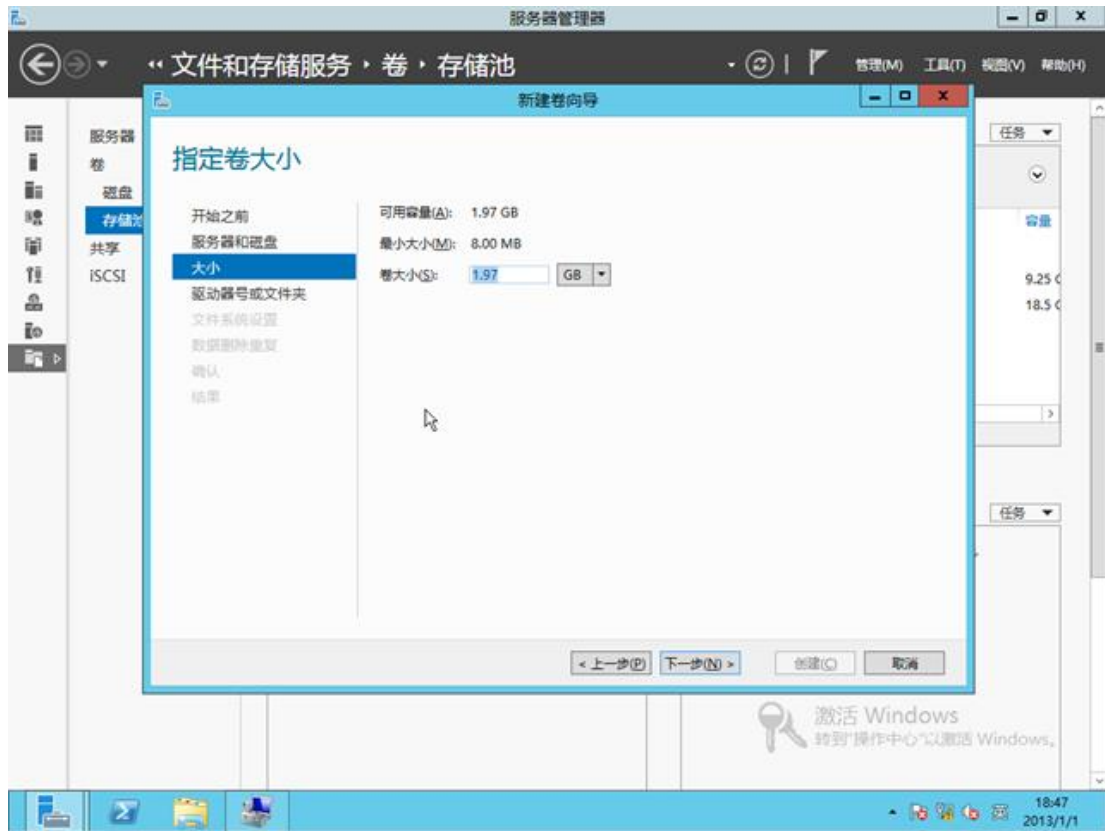 服务器管理器
文件和存储服务 · 卷 · 存储池
管理(M) 工具(T) 视图(V) 帮助(H)
新建卷向导
服务器
卷
磁盘
存储池
共享
iSCSI
任务
容量
9.25
18.5
指定卷大小
开始之前
服务器和磁盘
大小
驱动器号或文件夹
文件系统设置
数据删除重复
确认
结果
可用容量(A): 1.97 GB
最小大小(M): 8.00 MB
卷大小(S): 1.97 GB
任务
< 上一步(P) 下一步(N) > 创建(C) 取消
激活 Windows
转到"操作中心"以激活 Windows。
英
18:47
2013/1/1